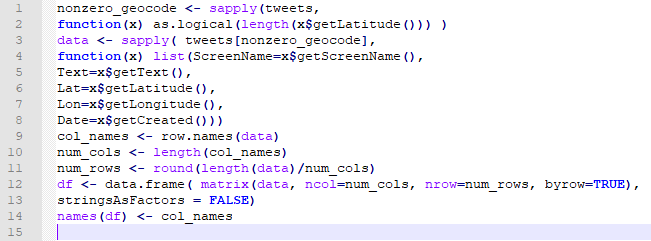 1 nonzero_geocode <- sapply(tweets,
2 function(x) as.logical(length(x$getLatitude())) )
3 data <- sapply( tweets[nonzero_geocode],
4 function(x) list(ScreenName=x$getScreenName(),
5 Text=x$getText(),
6 Lat=x$getLatitude(),
7 Lon=x$getLongitude(),
8 Date=x$getCreated()))
9 col_names <- row.names(data)
10 num_cols <- length(col_names)
11 num_rows <- round(length(data)/num_cols)
12 df <- data.frame( matrix(data, ncol=num_cols, nrow=num_rows, byrow=TRUE),
13 stringsAsFactors = FALSE)
14 names(df) <- col_names
15